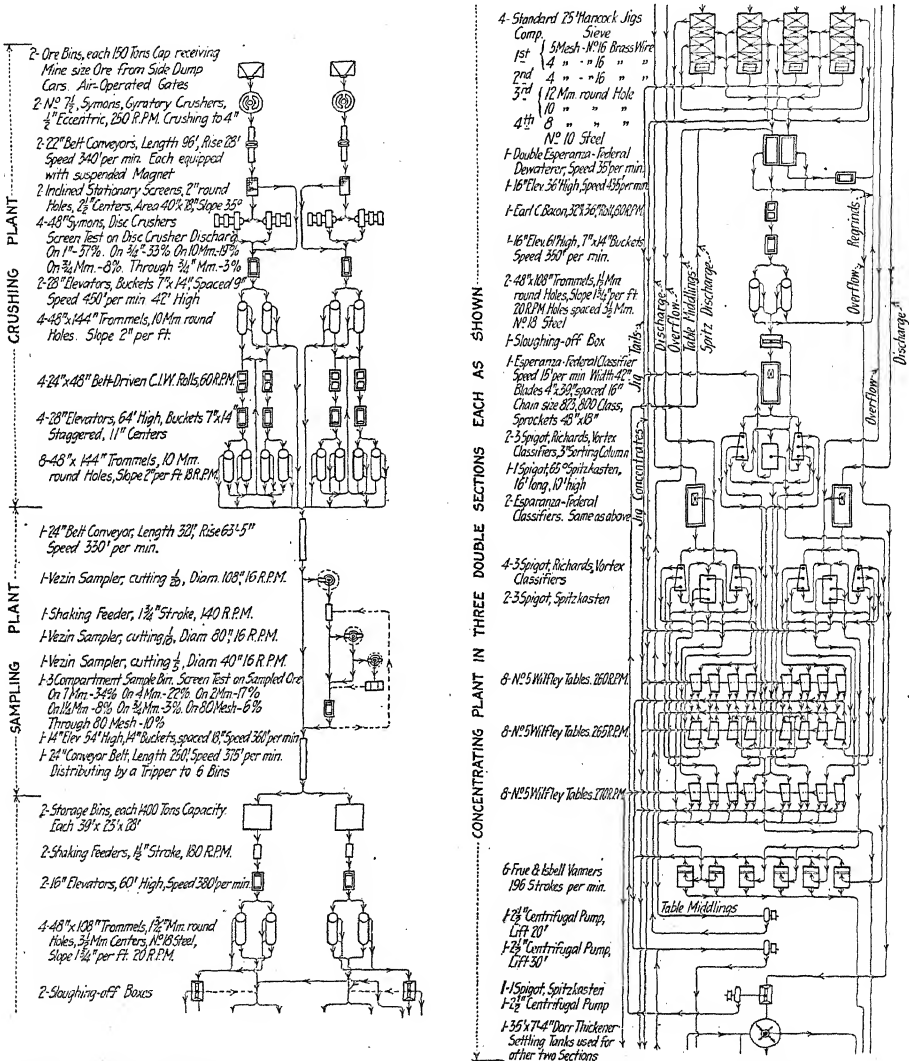 CRUSHING PLANT
2- Ore Bins, each 150 Tons Cap receiving
Mine size Ore from Side Dump
Cars. Air-Operated Gates
2- Nº 7½, Symons, Gyratory Crushers,
½" Eccentric, 250 R.P.M. Crushing to 4"
2-22" Belt Conveyors, Length 96', Rise 28'
Speed 340' per min. Each equipped
with suspended Magnet
2 Inclined Stationary Screens, 2" round
Holes, 2½" Centers, Area 40"x78", Slope 35°
4-48" Symons, Disc Crushers
Screen Test on Disc Crusher Discharg.
On 1"-37%. On ¾"-33% On 10Mm-19%
On ¾ Mm.-8%. Through ¾" Mm.-3%
2-28" Elevators, Buckets 7"x 14", Spaced 9"
Speed 450' per min 42' High
4-48"x144" Trommels, 10 Mm round
Holes. Slope 2" per ft.
4-24"x48" Belt-Driven C.I.W. Rolls, 60 R.P.M.
4-28" Elevators, 64' High, Buckets 7"x14"
Staggered, 11" Centers
8-48" x 144" Trommels, 10 Mm.
round Holes, Slope 2" per ft 18 R.P.M.
SAMPLING PLANT
1-24" Belt Conveyor, Length 321', Rise 63'-5"
Speed 330' per min.
1-Vezin Sampler, cutting 1/20, Diam. 108", 16 R.P.M.
1-Shaking Feeder, 1¾" Stroke, 140 R.P.M.
1-Vezin Sampler, cutting 1/10, Diam 80", 16 R.P.M.
1-Vezin Sampler, cutting 1/5, Diam 40" 16 R.P.M.
1-3 Compartment Sample Bin. Screen Test on Sampled Ore
On 7 Mm-34% On 4 Mm-22%. On 2Mm-17%
On 1½ Mm-8% On ¾ Mm.-3%. On 80 Mesh-6%
Through 80 Mesh-10%
1-14" Elev 54' High, 14" Buckets, spaced 18", Speed 360' per min
1-24" Conveyor Belt, Length 250', Speed 375' per min.
Distributing by a Tripper to 6 Bins
2-Storage Bins, each 1400 Tons Capacity.
Each 39' x 23' x 28'
2-Shaking Feeders, 1½" Stroke, 180 R.P.M.
2-16" Elevators, 60' High, Speed 380' per min.
4-48" x 108" Trommels, 1¾" Mm. round
Holes, 3½ Mm Centers, Nº 18 Steel,
Slope 1¾" per ft. 20 R.P.M.
2-Sloughing-off Boxes
CONCENTRATING PLANT IN THREE DOUBLE SECTIONS EACH AS SHOWN
4- Standard 25' Hancock Jigs
Comp. Sieve
1st { 5 Mesh-Nº 16 Brass Wire
4 " - " 16 " "
2nd 4 " - " 16 " "
3rd { 12 Mm. round Hole
10 " " "
4th 8 " " "
Nº 10 Steel
1-Double Esperanza-Federal
Dewaterer, Speed 35' per min.
1-16" Elev. 36' High, Speed 435' per min
1-Earl C. Bacon, 32"x36", Roll, 60 R.P.M.
1-16" Elev. 61' High, 7"x14" Buckets
Speed 350' per min.
2-48"x108" Trommels, 1½ Mm
round Holes, Slope 1¾" per ft.
20 R.P.M Holes spaced 3½ Mm.
Nº 18 Steel
1-Sloughing-off Box
1-Esperanza-Federal Classifier
Speed 15' per min Width 42"
Blades 4"x39", spaced 16"
Chain size 823, 800 Class,
Sprockets 48"x18"
2-3 Spigot, Richards, Vortex
Classifiers, 3" Sorting Column
1-1 Spigot, 65° Spitzkasten,
16' long, 10' high
2-Esparanza-Federal
Classifiers. Same as above
4-3 Spigot, Richards, Vortex
Classifiers
2-3 Spigot, Spitzkasten
8-Nº 5 Wilfley Tables. 260 R.P.M.
8-Nº 5 Wilfley Tables. 265 R.P.M.
8-Nº 5 Wilfley Tables. 270 R.P.M.
6-Frue & Isbell Vanners
196 Strokes per min.
1-2½" Centrifugal Pump,
Lift 20'
1-2½" Centrifugal Pump,
Lift 30'
1-1 Spigot, Spitzkasten
1-2½" Centrifugal Pump
1-35'x7'-4" Dorr Thickener
Settling Tanks used for
other two Sections
Tails
Discharge
Overflow
Table Middlings
Spitz Discharge
Jig
Jig Concentrates
Regrinds
Overflow
Overflow
Overflow
Discharge
Table Middlings